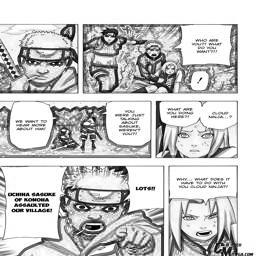 WHO ARE
YOU?! WHAT
DO YOU
WANT?!?
!
WHAT
ARE YOU
DOING
HERE?!
CLOUD
NINJA...?
YOU
WERE JUST
TALKING
ABOUT
SASUKE,
WEREN'T
YOU?!
WE WANT
TO HEAR MORE
ABOUT HIM!
WHY... WHAT
DOES IT
HAVE TO DO
WITH YOU
CLOUD NINJA?!
LOTS!!
UCHIHA SASUKE
OF KONOHA
ASSAULTED
OUR VILLAGE!